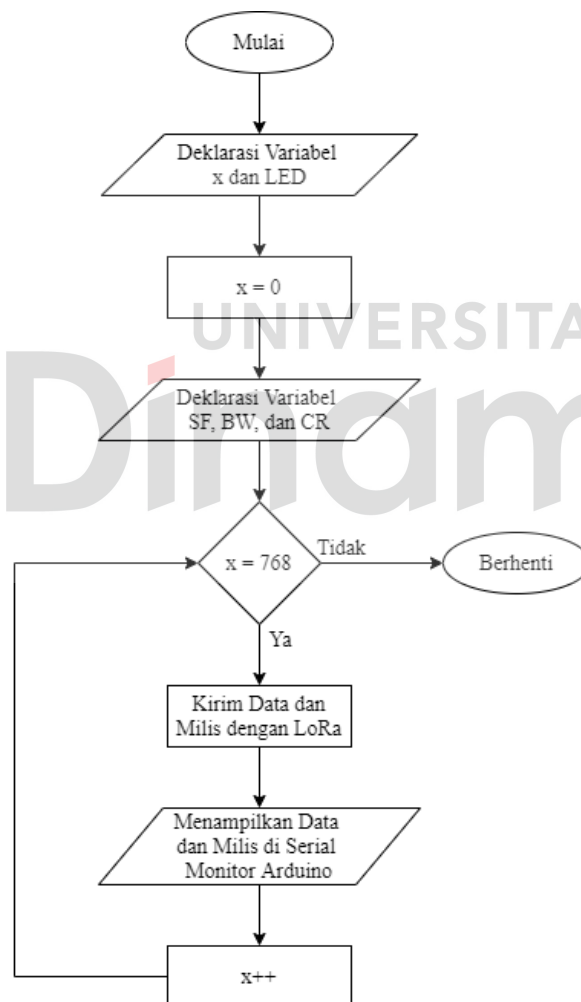 Mulai
Deklarasi Variabel
x dan LED
x = 0
UNIVERSITA
Dinam
Deklarasi Variabel
SF, BW, dan CR
x = 768
Tidak
Berhenti
Ya
Kirim Data dan
Milis dengan LoRa
Menampilkan Data
dan Milis di Serial
Monitor Arduino
x++